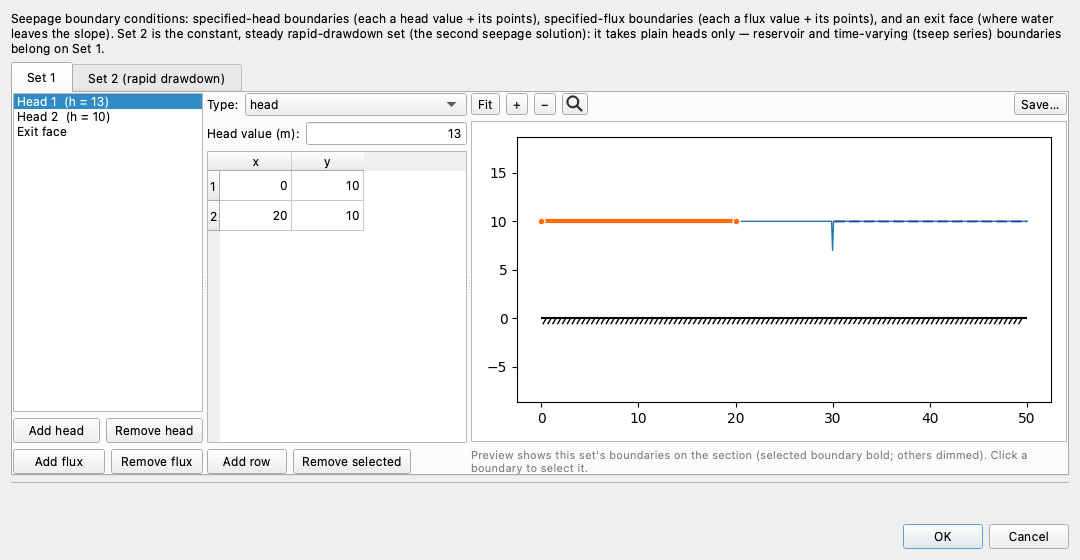 Seepage boundary conditions: specified-head boundaries (each a head value + its points), specified-flux boundaries (each a flux value + its points), and an exit face (where water
leaves the slope). Set 2 is the constant, steady rapid-drawdown set (the second seepage solution): it takes plain heads only — reservoir and time-varying (tseep series) boundaries
belong on Set 1.
Set 1
Set 2 (rapid drawdown)
Head 1  (h = 13)
Head 2  (h = 10)
Exit face
Add head
Remove head
Add flux
Remove flux
Type:
head
Head value (m):
13
x y
1 0 10
2 20 10
Add row
Remove selected
Fit
+
−
Save...
15
10
5
0
−5
0 10 20 30 40 50
Preview shows this set's boundaries on the section (selected boundary bold; others dimmed). Click a
boundary to select it.
OK
Cancel